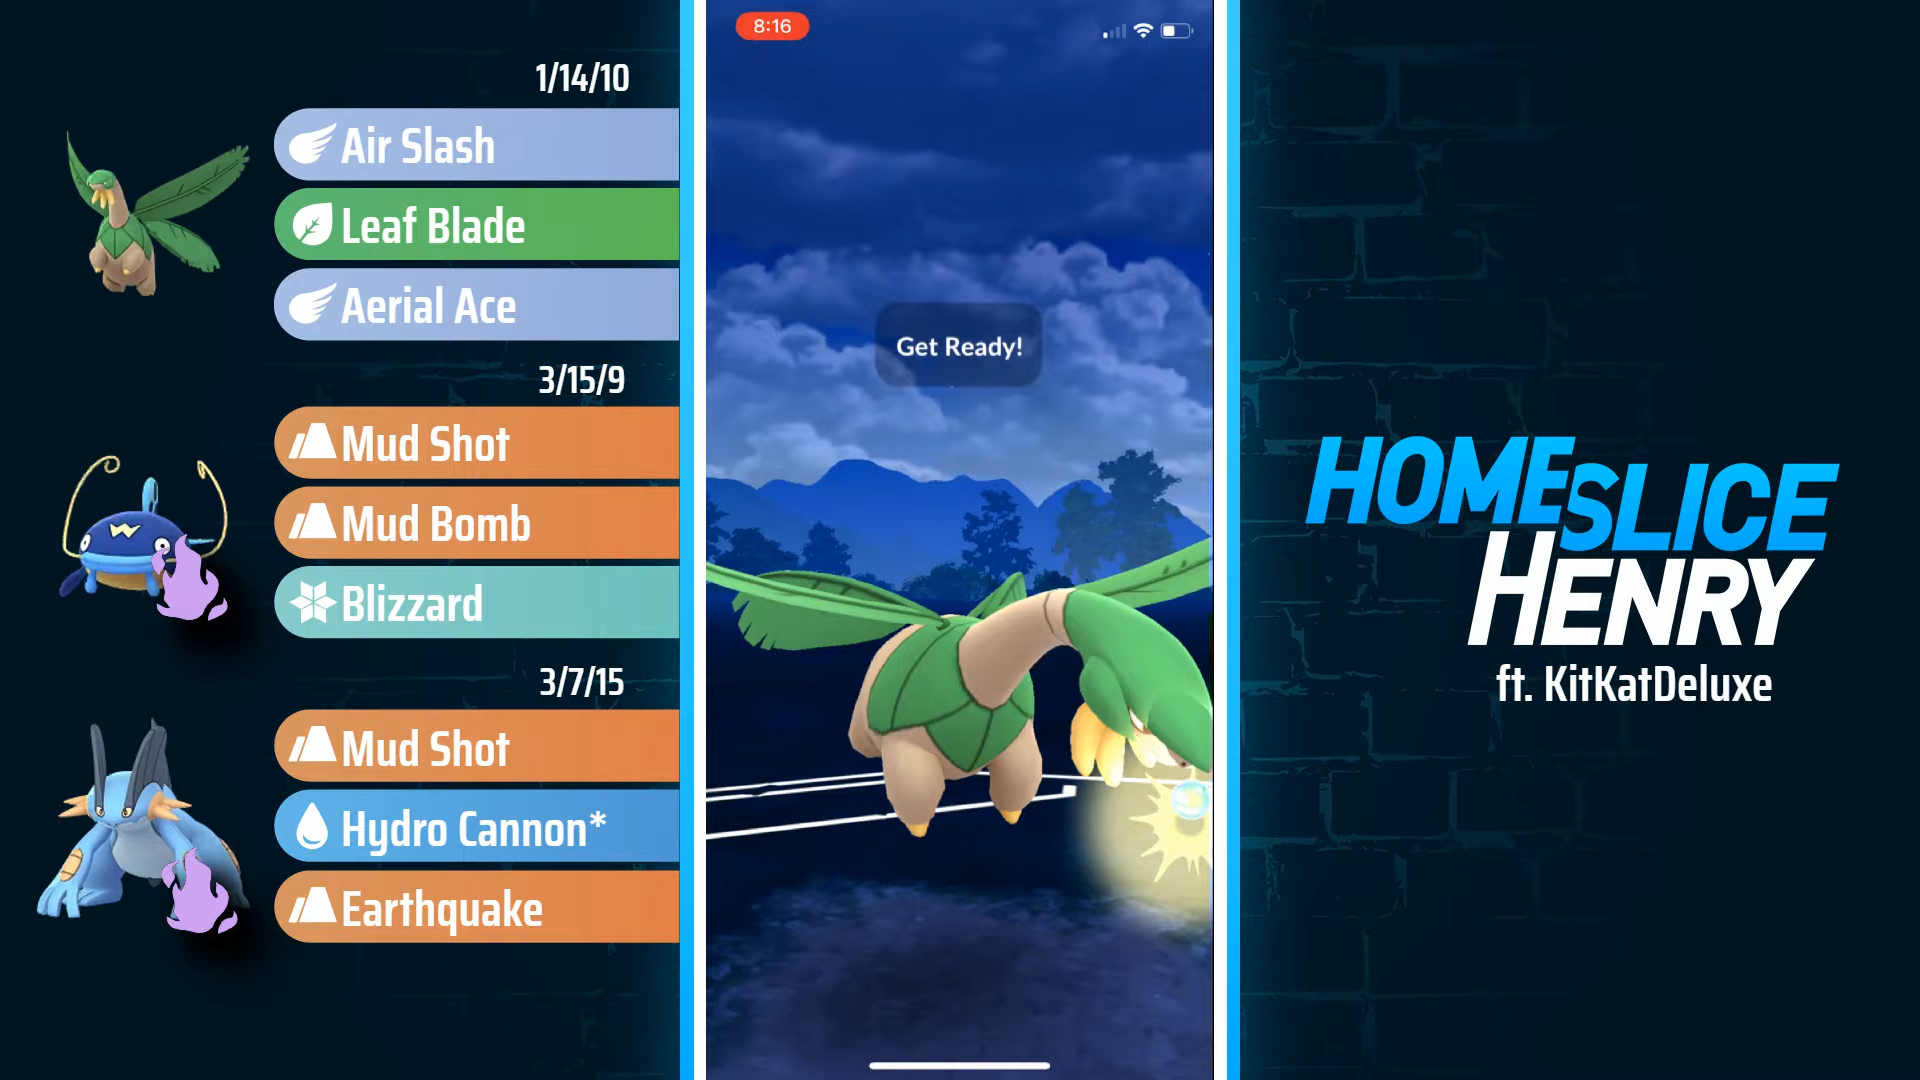 1/14/10
Air Slash
Leaf Blade
Aerial Ace
3/15/9
Mud Shot
Mud Bomb
Blizzard
3/7/15
Mud Shot
Hydro Cannon*
Earthquake
8:16
Get Ready!
HOMESLICE
HENRY
ft. KitKatDeluxe